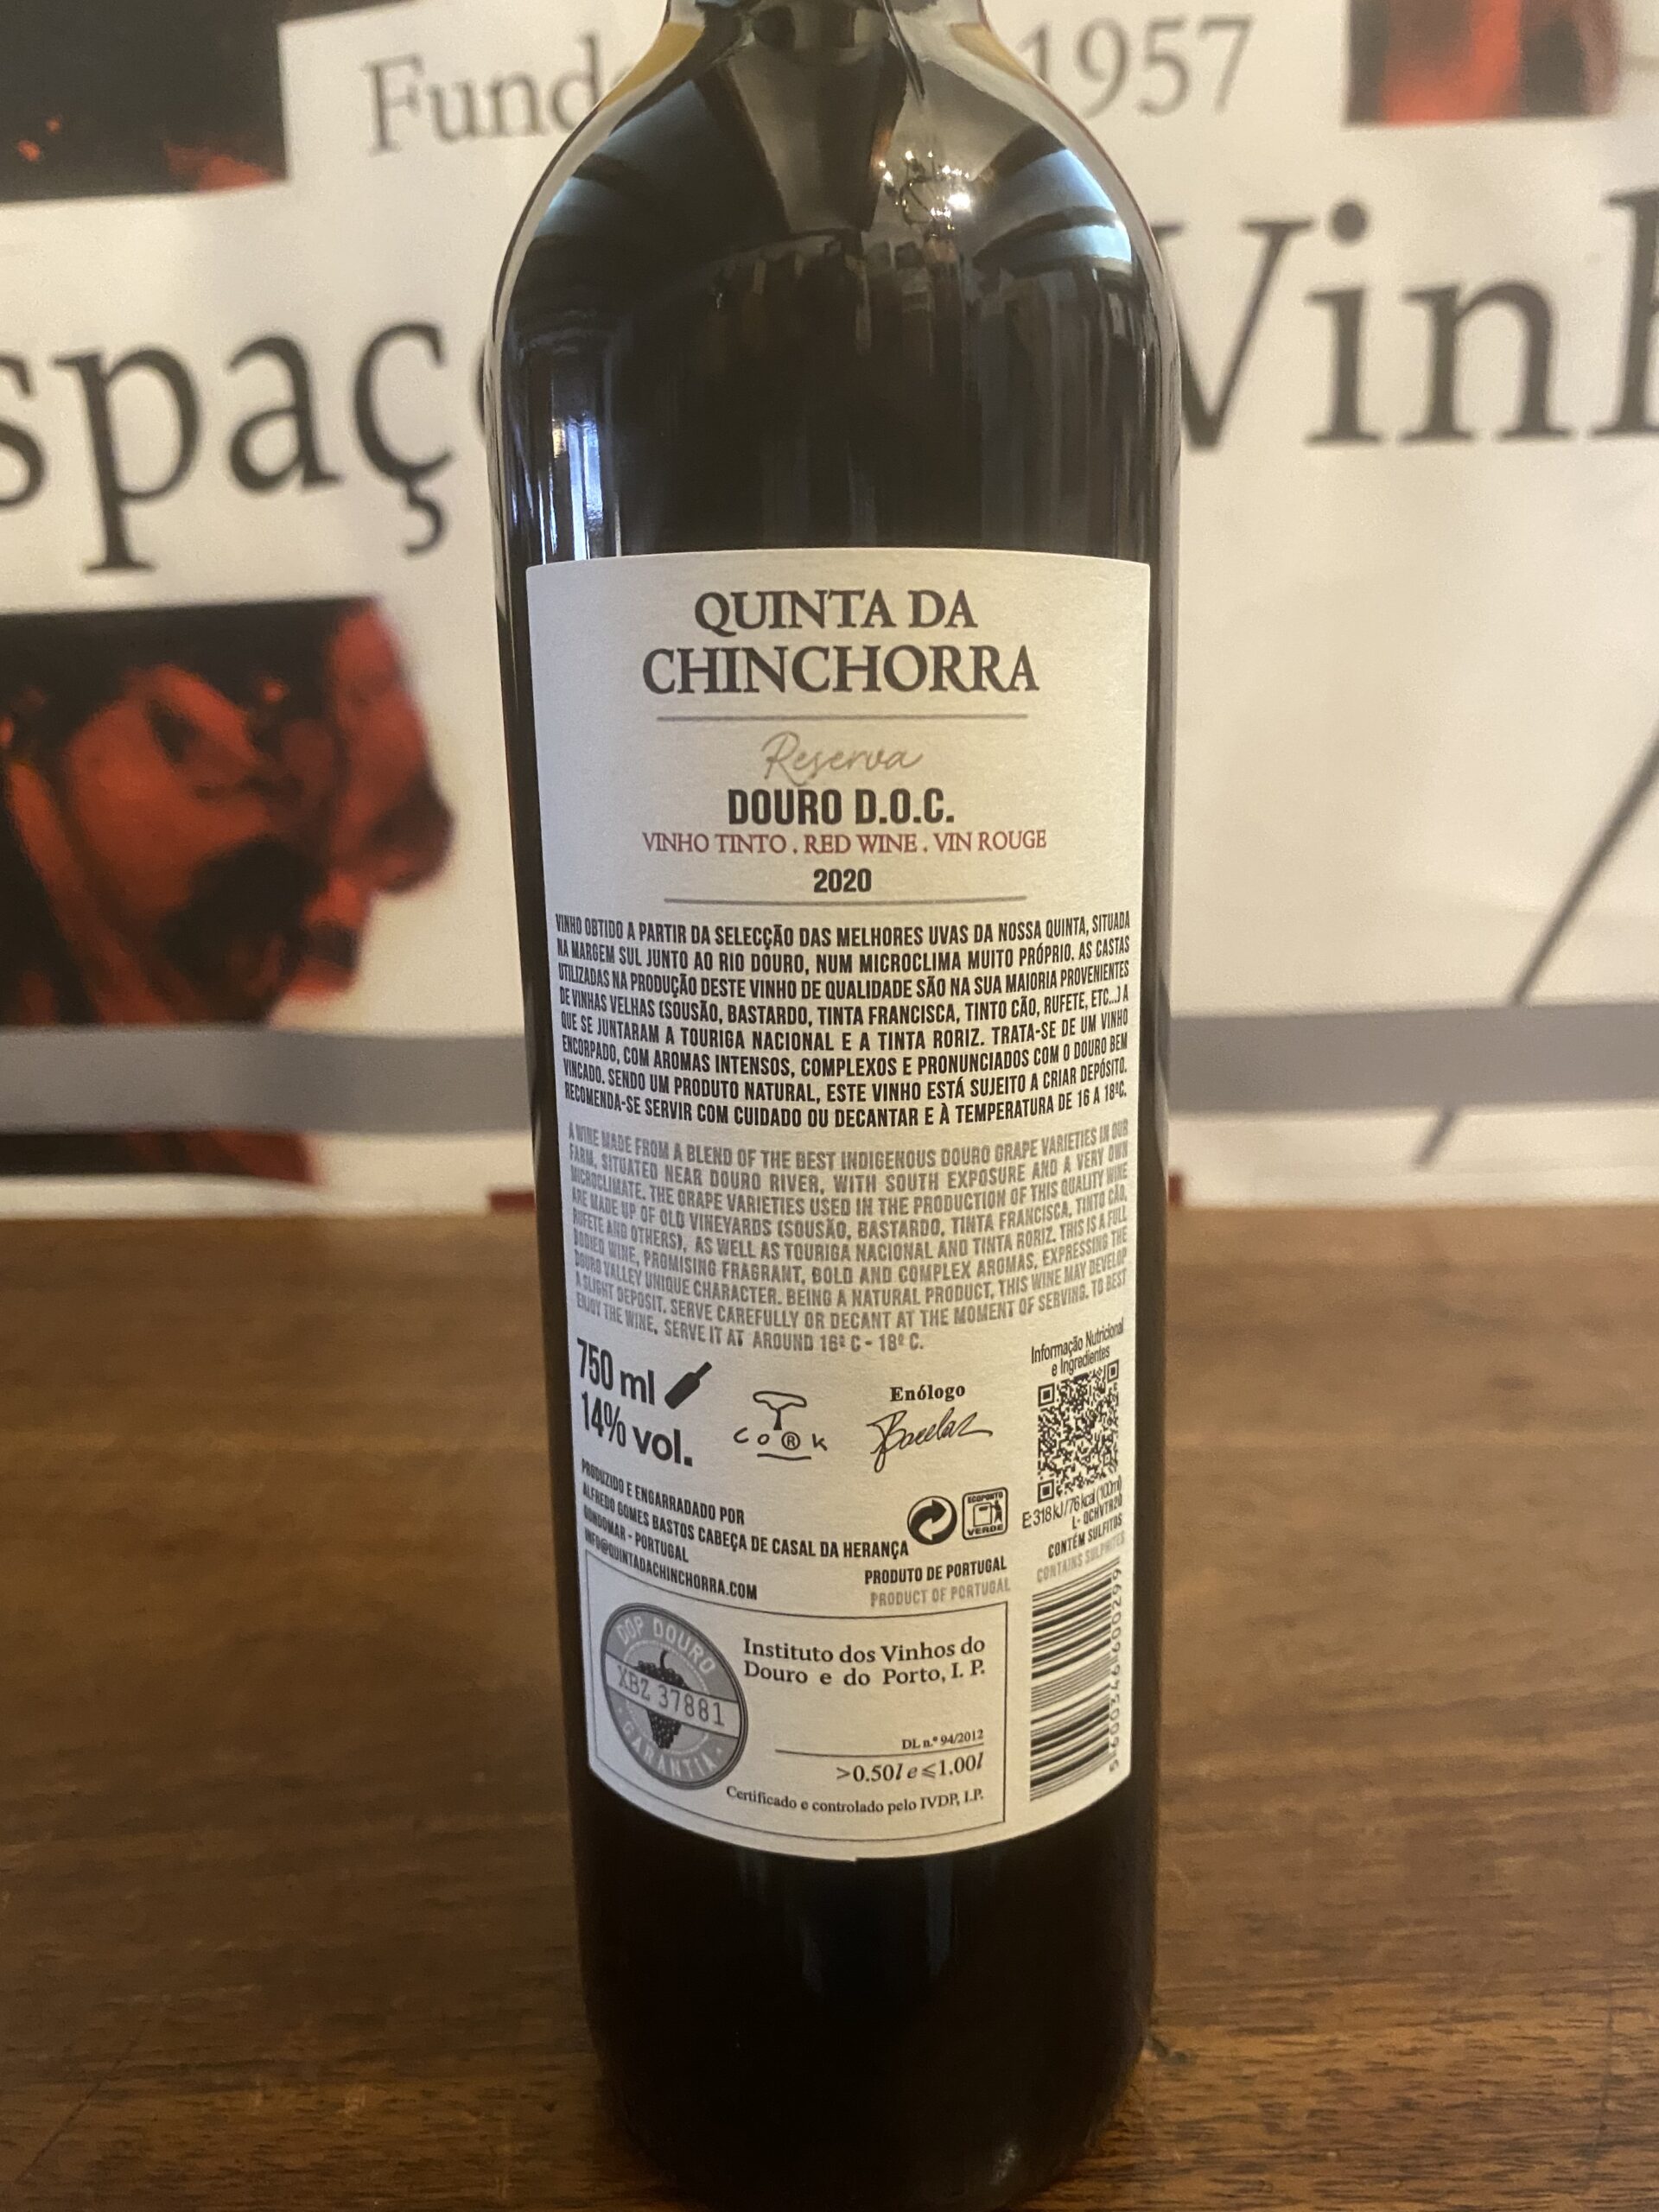 Fund 1957
spaç Vinh
QUINTA DA
CHINCHORRA
Reserva
DOURO D.O.C.
VINHO TINTO . RED WINE . VIN ROUGE
2020
VINHO OBTIDO A PARTIR DA SELECÇÃO DAS MELHORES UVAS DA NOSSA QUINTA, SITUADA
NA MARGEM SUL JUNTO AO RIO DOURO, NUM MICROCLIMA MUITO PRÓPRIO. AS CASTAS
UTILIZADAS NA PRODUÇÃO DESTE VINHO DE QUALIDADE SÃO NA SUA MAIORIA PROVENIENTES
DE VINHAS VELHAS (SOUSÃO, BASTARDO, TINTA FRANCISCA, TINTO CÃO, RUFETE, ETC...) A
QUE SE JUNTARAM A TOURIGA NACIONAL E A TINTA RORIZ. TRATA-SE DE UM VINHO
ENCORPADO, COM AROMAS INTENSOS, COMPLEXOS E PRONUNCIADOS COM O DOURO BEM
VINCADO. SENDO UM PRODUTO NATURAL, ESTE VINHO ESTÁ SUJEITO A CRIAR DEPÓSITO.
RECOMENDA-SE SERVIR COM CUIDADO OU DECANTAR E À TEMPERATURA DE 16 A 18ºC.
A WINE MADE FROM A BLEND OF THE BEST INDIGENOUS DOURO GRAPE VARIETIES IN OUR
FARM, SITUATED NEAR DOURO RIVER, WITH SOUTH EXPOSURE AND A VERY OWN
MICROCLIMATE. THE GRAPE VARIETIES USED IN THE PRODUCTION OF THIS QUALITY WINE
ARE MADE UP OF OLD VINEYARDS (SOUSÃO, BASTARDO, TINTA FRANCISCA, TINTO CÃO,
RUFETE AND OTHERS), AS WELL AS TOURIGA NACIONAL AND TINTA RORIZ. THIS IS A FULL
BODIED WINE, PROMISING FRAGRANT, BOLD AND COMPLEX AROMAS, EXPRESSING THE
DOURO VALLEY UNIQUE CHARACTER. BEING A NATURAL PRODUCT, THIS WINE MAY DEVELOP
A SLIGHT DEPOSIT. SERVE CAREFULLY OR DECANT AT THE MOMENT OF SERVING. TO BEST
ENJOY THE WINE, SERVE IT AT AROUND 16º C - 18º C.
750 ml
14% vol.
CO®K
Enólogo
Informação Nutricional
e Ingredientes
E:318kJ/76kcal (100ml)
L- QCHVTR20
CONTÉM SULFITOS
CONTAINS SULPHITES
PRODUZIDO E ENGARRADADO POR
ALFREDO GOMES BASTOS CABEÇA DE CASAL DA HERANÇA
GONDOMAR - PORTUGAL
INFO@QUINTADACHINCHORRA.COM
ECOPONTO
VERDE
PRODUTO DE PORTUGAL
PRODUCT OF PORTUGAL
DOP DOURO
XBZ 37881
GARANTIA
Instituto dos Vinhos do
Douro e do Porto, I. P.
DL n.º 94/2012
>0.50l e ⩽1.00l
Certificado e controlado pelo IVDP, I.P.
5 600346 600299